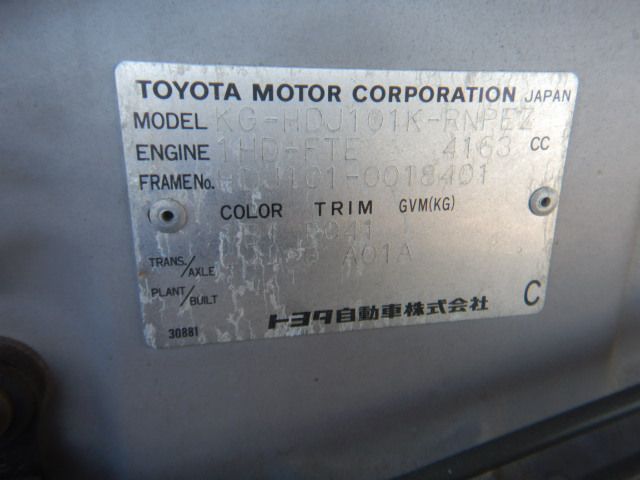 TOYOTA MOTOR CORPORATION JAPAN
MODEL KG-HDJ101K-RNPEZ
ENGINE 1HD-FTE 4163 CC
FRAME No. HDJ101-0018401
COLOR TRIM GVM(KG)
TRANS./AXLE A01A
PLANT/BUILT
30881 トヨタ自動車株式会社 C